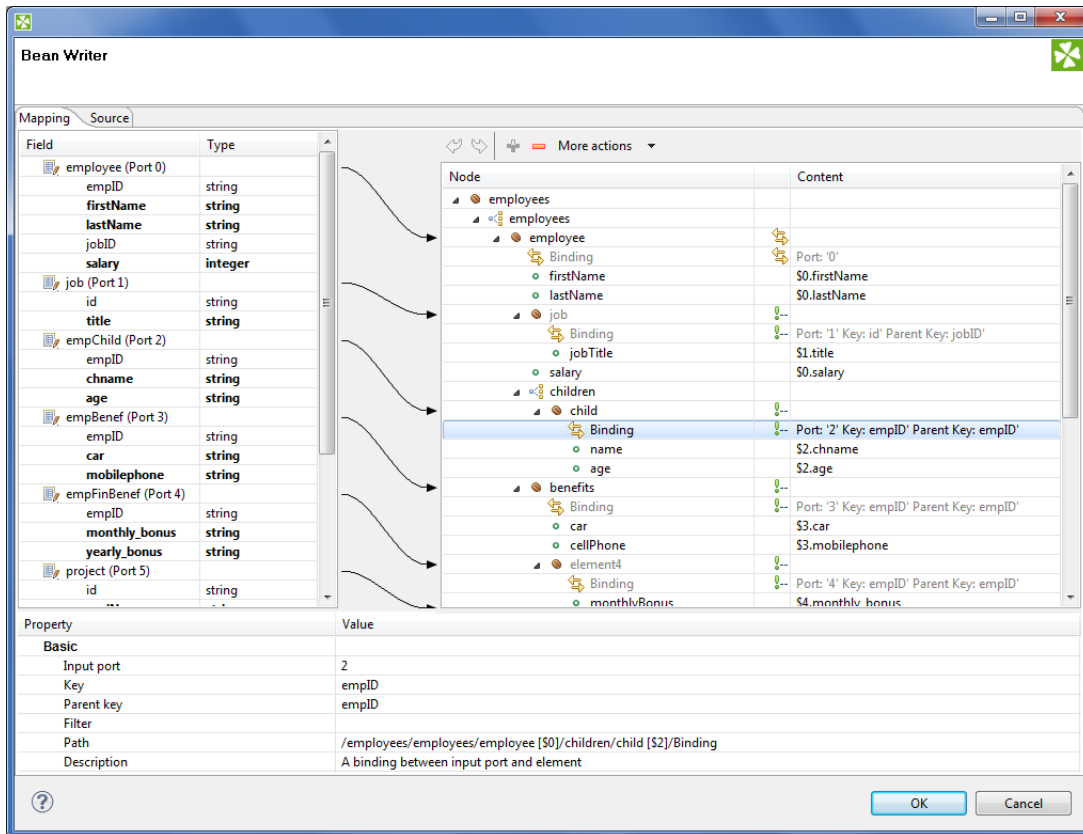 Bean Writer
Mapping Source
Field Type
employee (Port 0)
empID string
firstName string
lastName string
jobID string
salary integer
job (Port 1)
id string
title string
empChild (Port 2)
empID string
chname string
age string
empBenef (Port 3)
empID string
car string
mobilephone string
empFinBenef (Port 4)
empID string
monthly_bonus string
yearly_bonus string
project (Port 5)
id string
More actions
Node Content
employees
employees
employee
Binding Port: '0'
firstName $0.firstName
lastName $0.lastName
job
Binding Port: '1' Key: id' Parent Key: jobID'
jobTitle $1.title
salary $0.salary
children
child
Binding Port: '2' Key: empID' Parent Key: empID'
name $2.chname
age $2.age
benefits
Binding Port: '3' Key: empID' Parent Key: empID'
car $3.car
cellPhone $3.mobilephone
element4
Binding Port: '4' Key: empID' Parent Key: empID'
monthlyBonus $4.monthly_bonus
Property Value
Basic
Input port 2
Key empID
Parent key empID
Filter
Path /employees/employees/employee [$0]/children/child [$2]/Binding
Description A binding between input port and element
?
OK Cancel